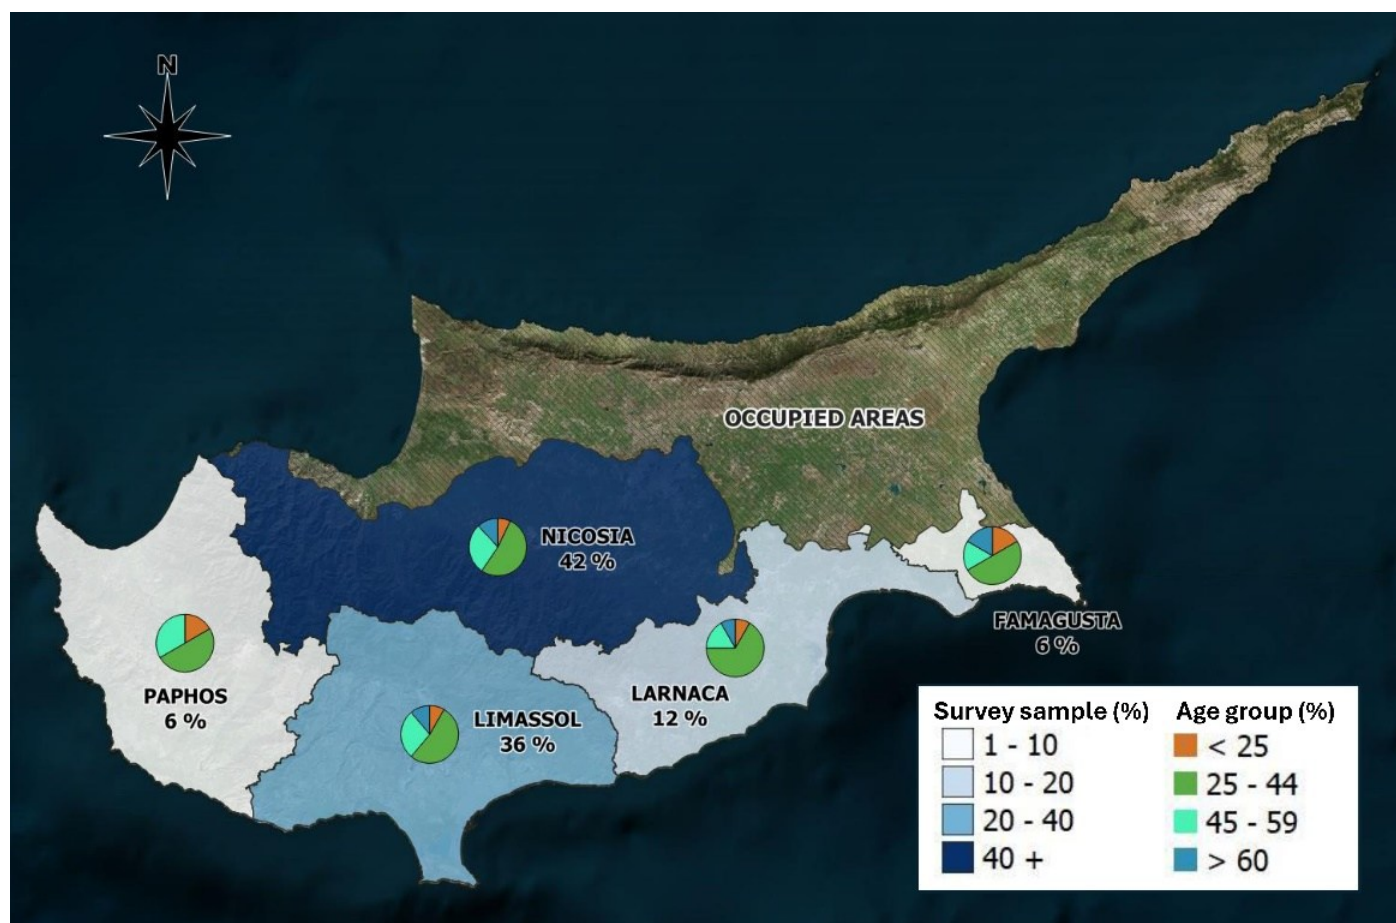 N
OCCUPIED AREAS
NICOSIA
42 %
FAMAGUSTA
6 %
PAPHOS
6 %
LARNACA
12 %
LIMASSOL
36 %
Survey sample (%)
1 - 10
10 - 20
20 - 40
40 +
Age group (%)
< 25
25 - 44
45 - 59
> 60